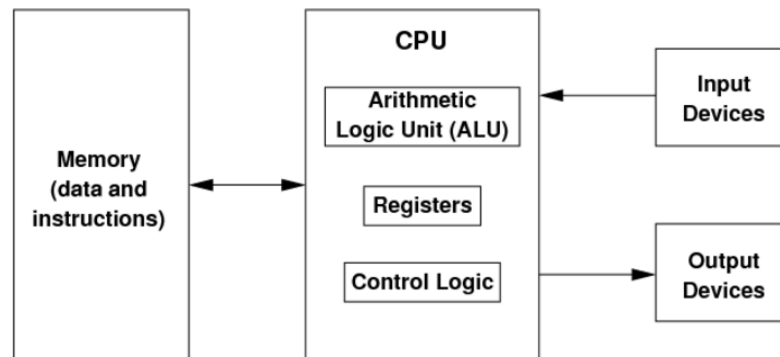 Memory
(data and
instructions)
CPU
Arithmetic
Logic Unit (ALU)
Registers
Control Logic
Input
Devices
Output
Devices